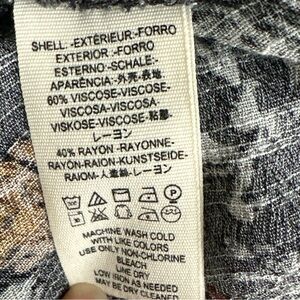 SHELL.-EXTÉRIEUR-FORRO
EXTERIOR -FORRO
ESTERNO-SCHALE-
APARÊNCIA-外壳-表地
60% VISCOSE-VISCOSE-
VISCOSA-VISCOSA-
VISKOSE-VISCOSE-粘胶-
レーヨン
40% RAYON -RAYONNE-
RAYON-RAION-KUNSTSEIDE-
RAIOM-人造絲-レーヨン
P
MACHINE WASH COLD
WITH LIKE COLORS
USE ONLY NON-CHLORINE
BLEACH
LINE DRY
LOW IRON AS NEEDED
MAY BE DRY CLEANED